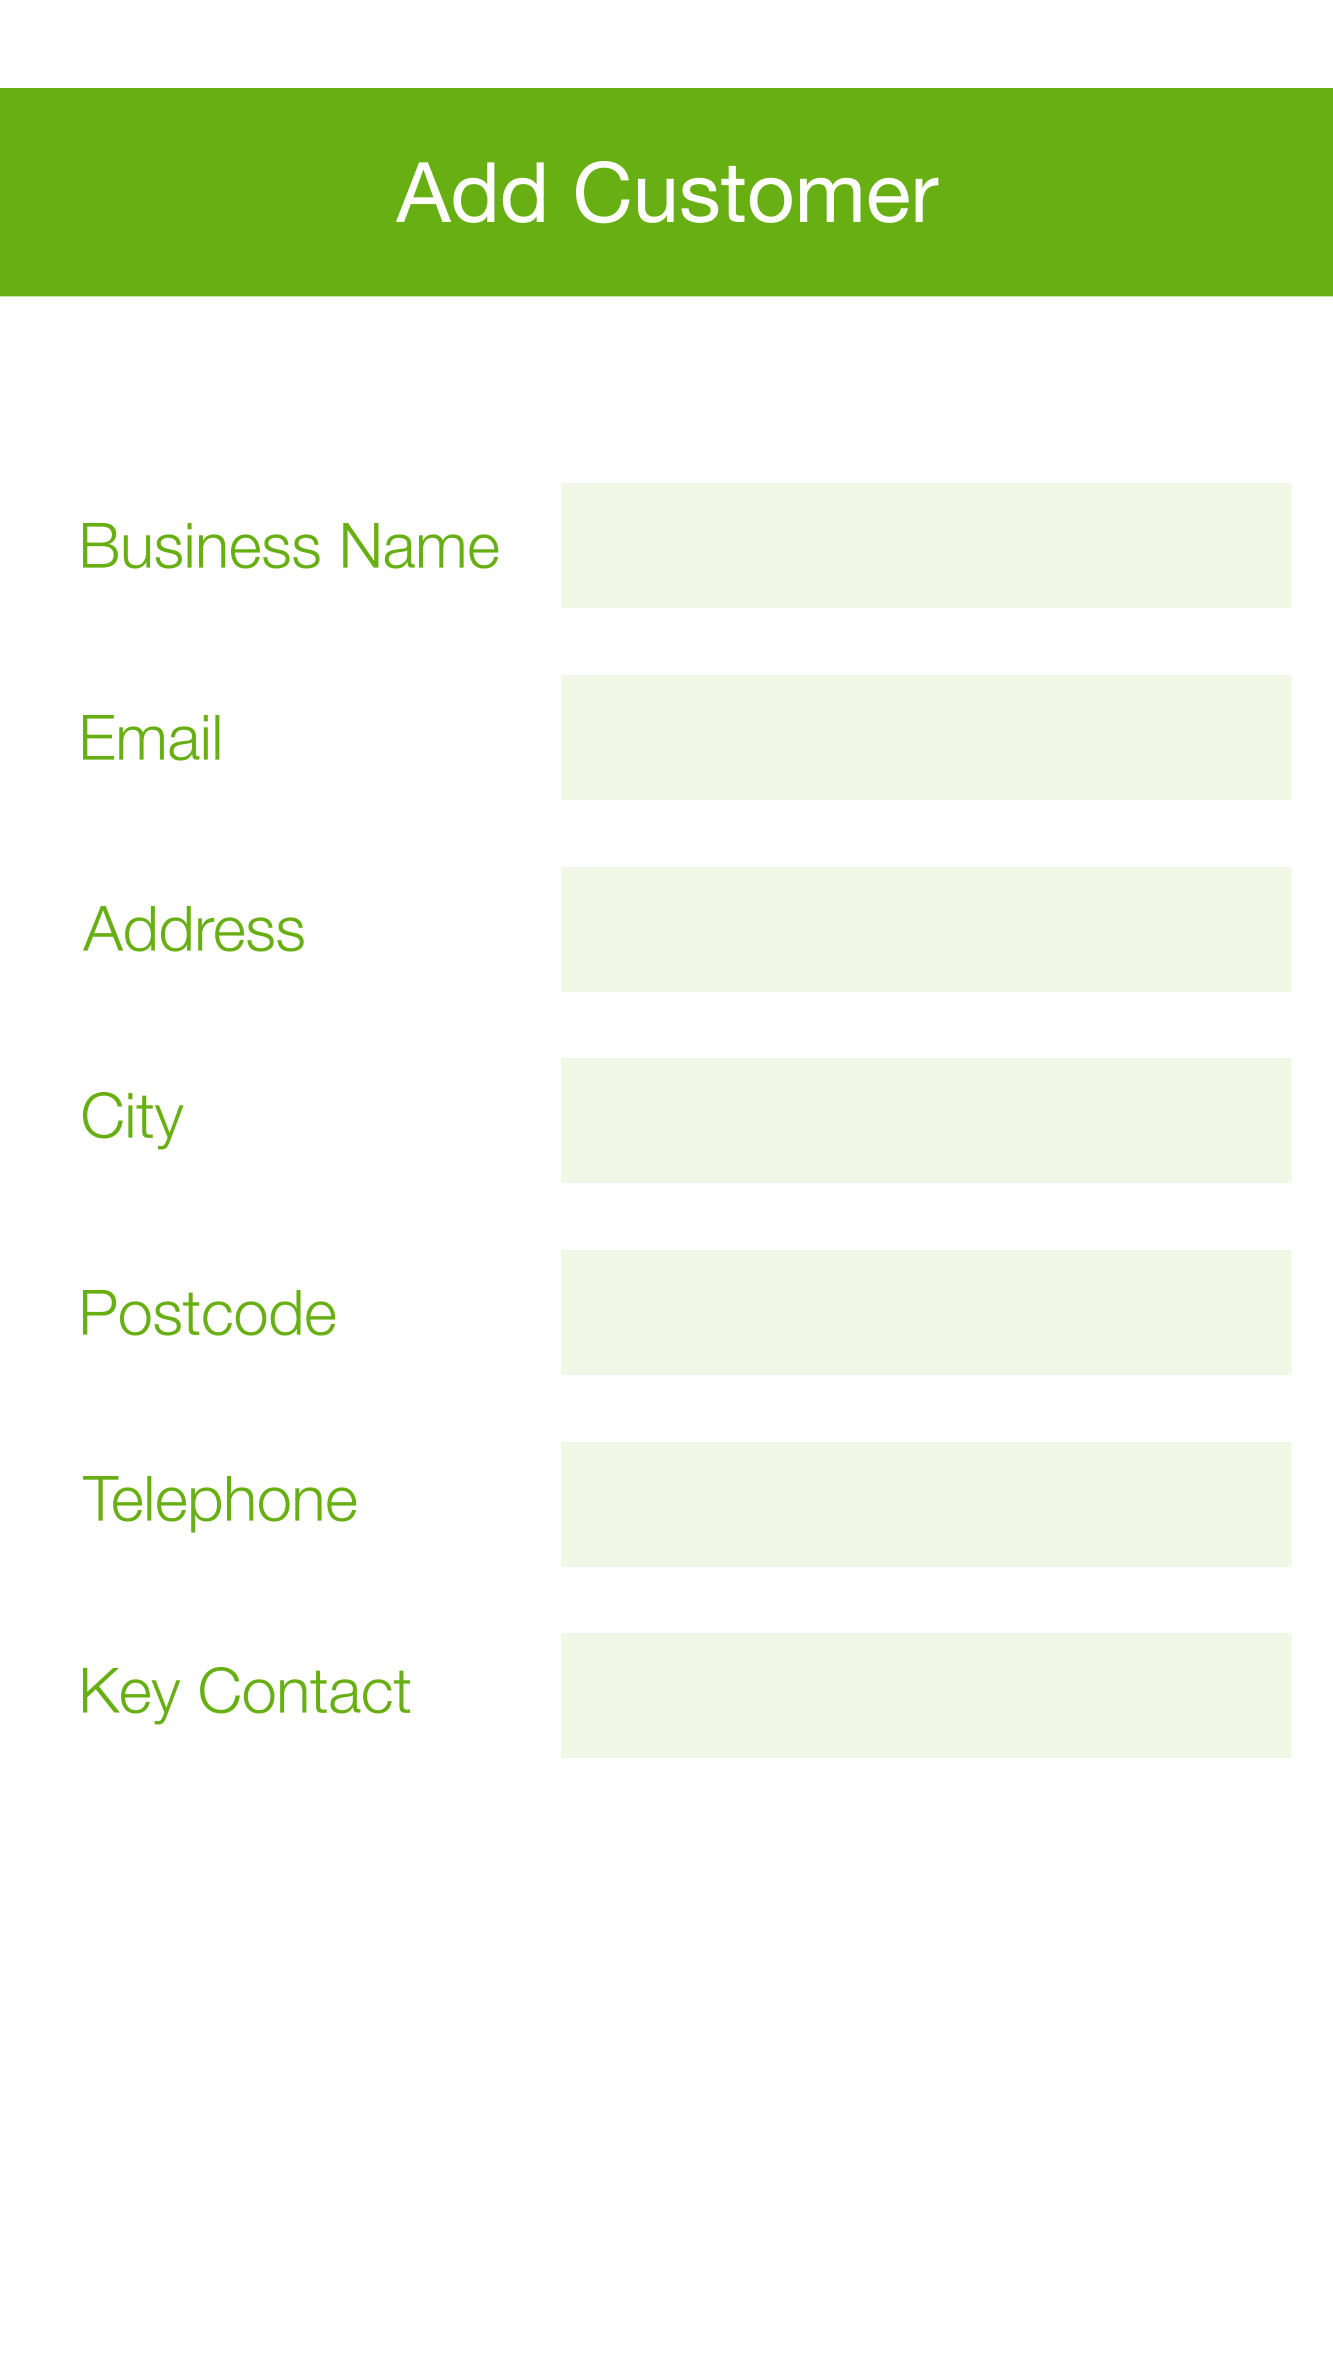 Add Customer
Business Name
Email
Address
City
Postcode
Telephone
Key Contact